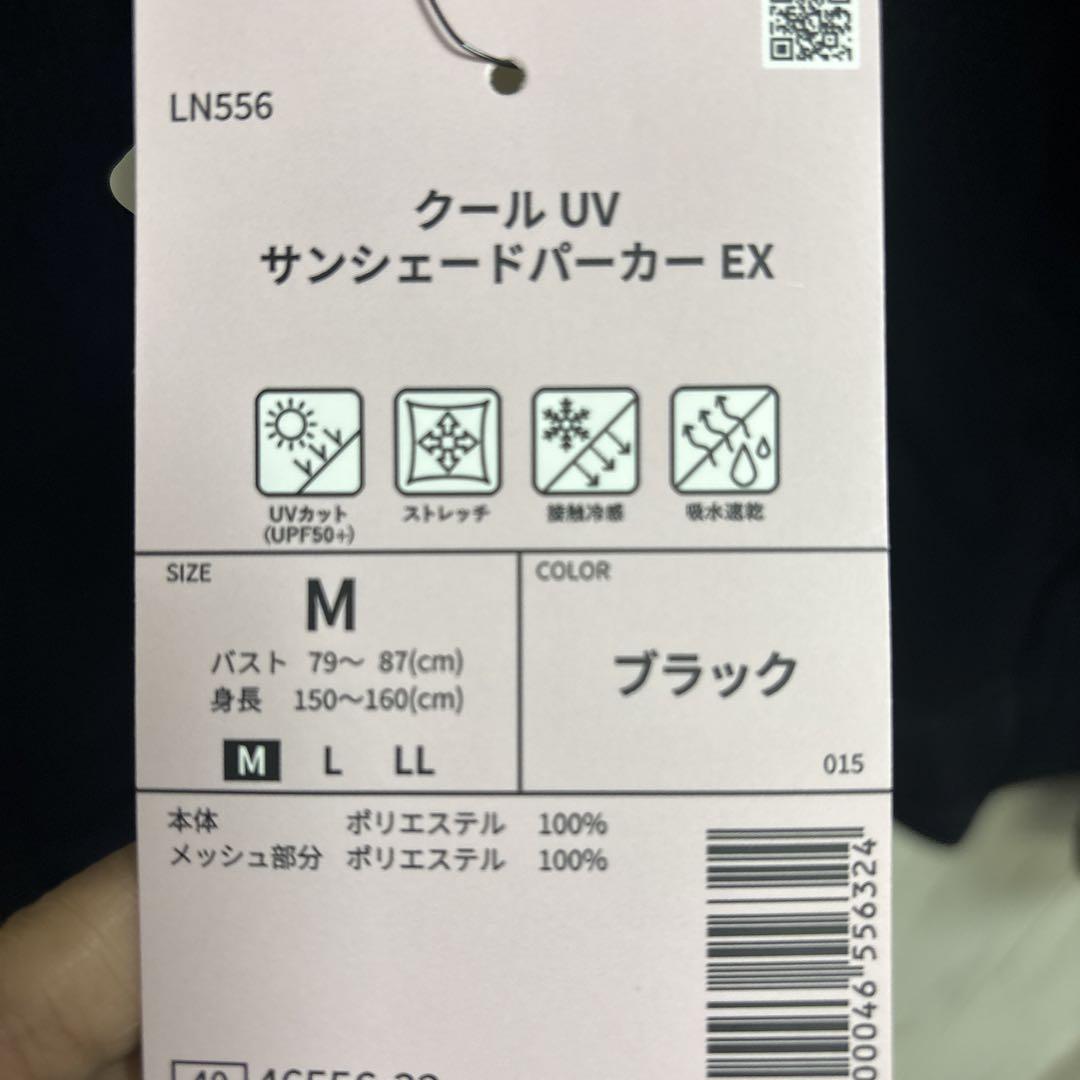 LN556
クール UV
サンシェードパーカー EX
UVカット
(UPF50+)
ストレッチ
接触冷感
吸水速乾
SIZE
M
バスト 79〜 87(cm)
身長 150〜160(cm)
M L LL
COLOR
ブラック
015
本体 ポリエステル 100%
メッシュ部分 ポリエステル 100%
00046 556324